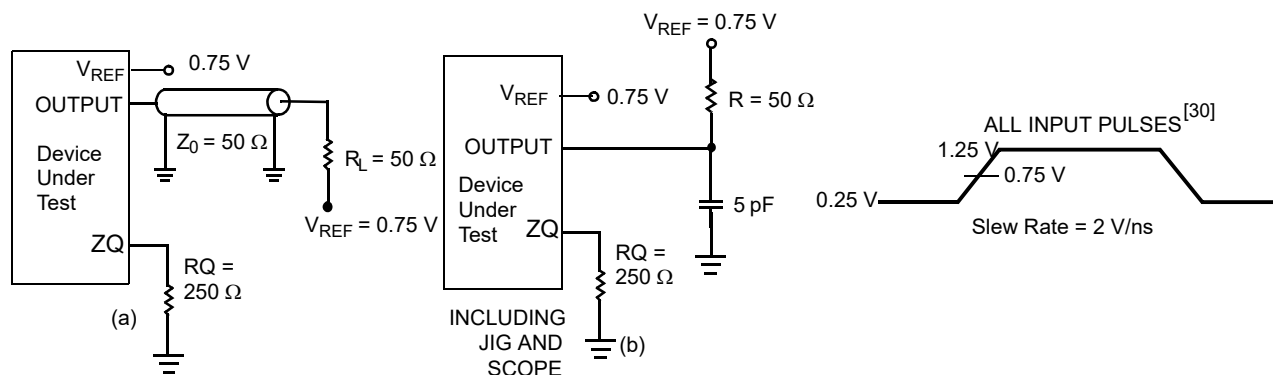 V_REF 0.75 V
OUTPUT
Z_0 = 50 Ω
Device
Under
Test
R_L = 50 Ω
V_REF = 0.75 V
ZQ
RQ =
250 Ω
(a)
V_REF = 0.75 V
R = 50 Ω
V_REF 0.75 V
OUTPUT
Device
Under
Test
5 pF
ZQ
RQ =
250 Ω
INCLUDING
JIG AND
SCOPE
(b)
ALL INPUT PULSES[30]
1.25 V
0.75 V
0.25 V
Slew Rate = 2 V/ns